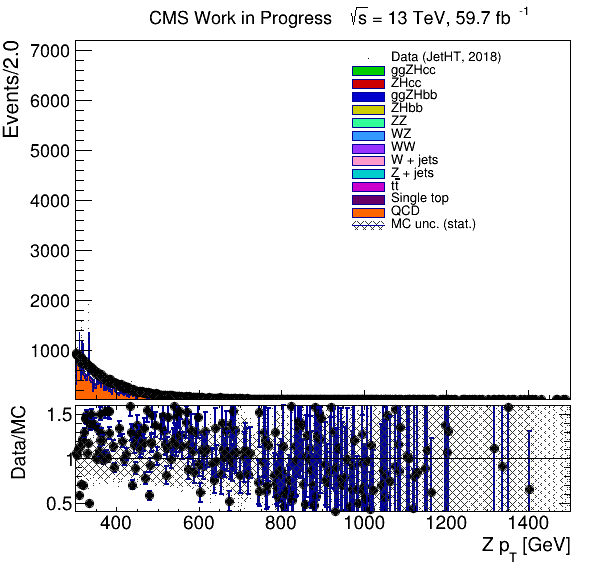 CMS Work in Progress √s = 13 TeV, 59.7 fb⁻¹
Events/2.0
7000
6000
5000
4000
3000
2000
1000
Data (JetHT, 2018)
ggZHcc
ZHcc
ggZHbb
ZHbb
ZZ
WZ
WW
W + jets
Z + jets
tt̄
Single top
QCD
MC unc. (stat.)
Data/MC
1.5
1
0.5
400 600 800 1000 1200 1400
Z p_T [GeV]